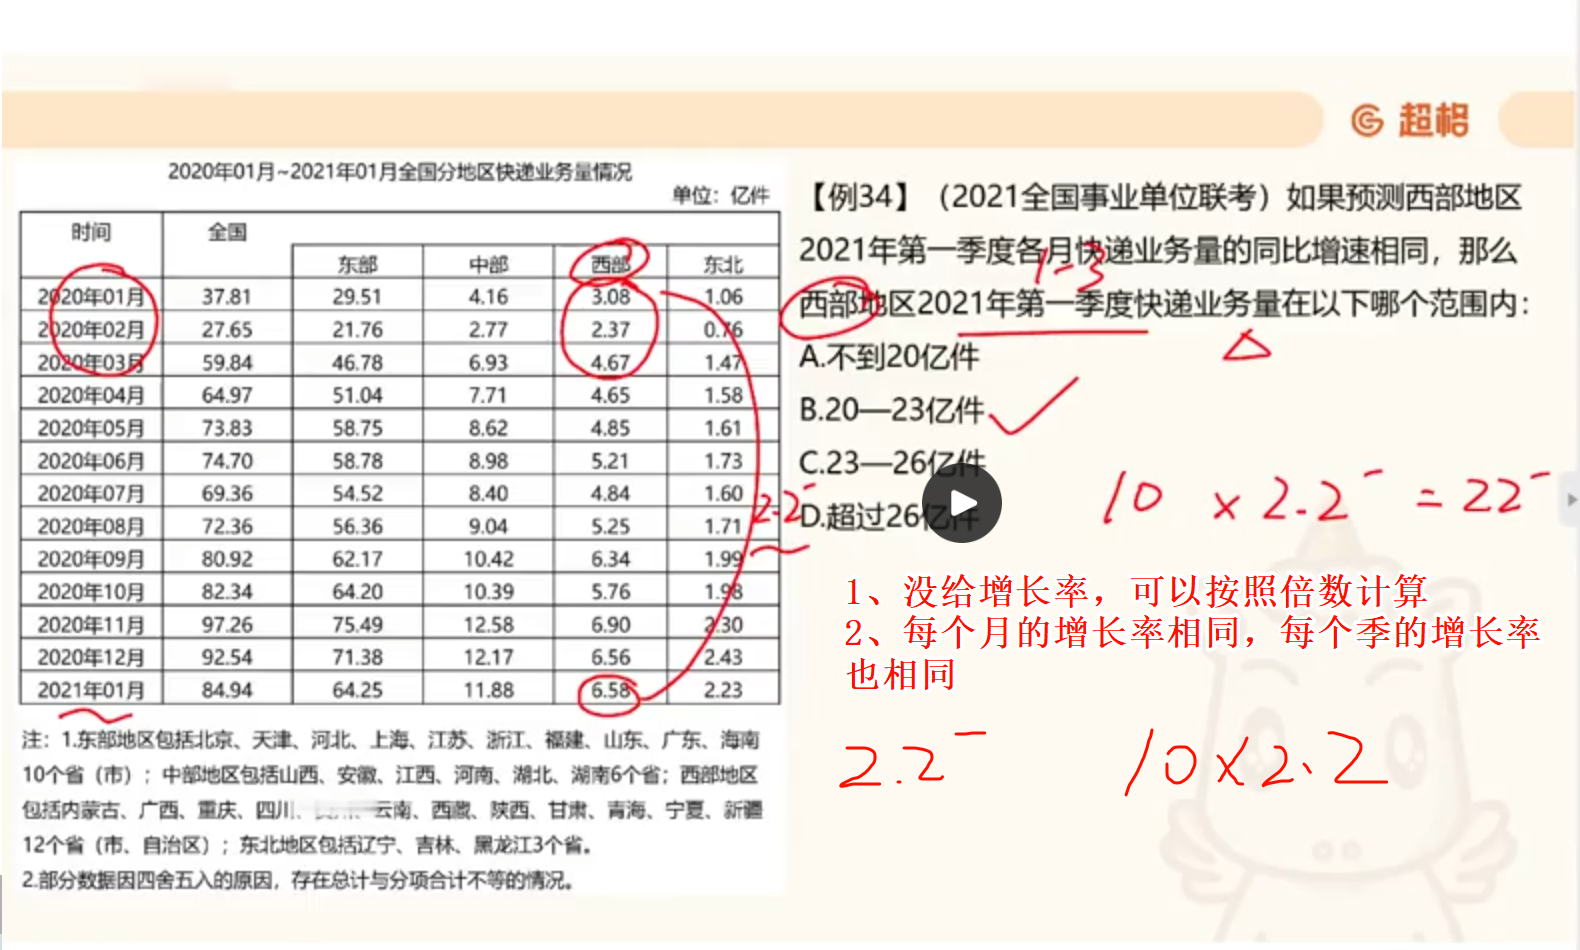 超格
2020年01月~2021年01月全国分地区快递业务量情况
单位：亿件
时间 全国
东部 中部 西部 东北
2020年01月 37.81 29.51 4.16 3.08 1.06
2020年02月 27.65 21.76 2.77 2.37 0.76
2020年03月 59.84 46.78 6.93 4.67 1.47
2020年04月 64.97 51.04 7.71 4.65 1.58
2020年05月 73.83 58.75 8.62 4.85 1.61
2020年06月 74.70 58.78 8.98 5.21 1.73
2020年07月 69.36 54.52 8.40 4.84 1.60
2020年08月 72.36 56.36 9.04 5.25 1.71
2020年09月 80.92 62.17 10.42 6.34 1.99
2020年10月 82.34 64.20 10.39 5.76 1.98
2020年11月 97.26 75.49 12.58 6.90 2.30
2020年12月 92.54 71.38 12.17 6.56 2.43
2021年01月 84.94 64.25 11.88 6.58 2.23
注：1.东部地区包括北京、天津、河北、上海、江苏、浙江、福建、山东、广东、海南
10个省（市）；中部地区包括山西、安徽、江西、河南、湖北、湖南6个省；西部地区
包括内蒙古、广西、重庆、四川、云南、西藏、陕西、甘肃、青海、宁夏、新疆
12个省（市、自治区）；东北地区包括辽宁、吉林、黑龙江3个省。
2.部分数据因四舍五入的原因，存在总计与分项合计不等的情况。
【例34】（2021全国事业单位联考）如果预测西部地区
2021年第一季度各月快递业务量的同比增速相同，那么
1-3
西部地区2021年第一季度快递业务量在以下哪个范围内：
A.不到20亿件
B.20—23亿件
C.23—26亿件
2.2⁻
D.超过26亿件
10 × 2.2⁻ = 22⁻
1、没给增长率，可以按照倍数计算
2、每个月的增长率相同，每个季的增长率
也相同
2.2⁻ 10×2.2